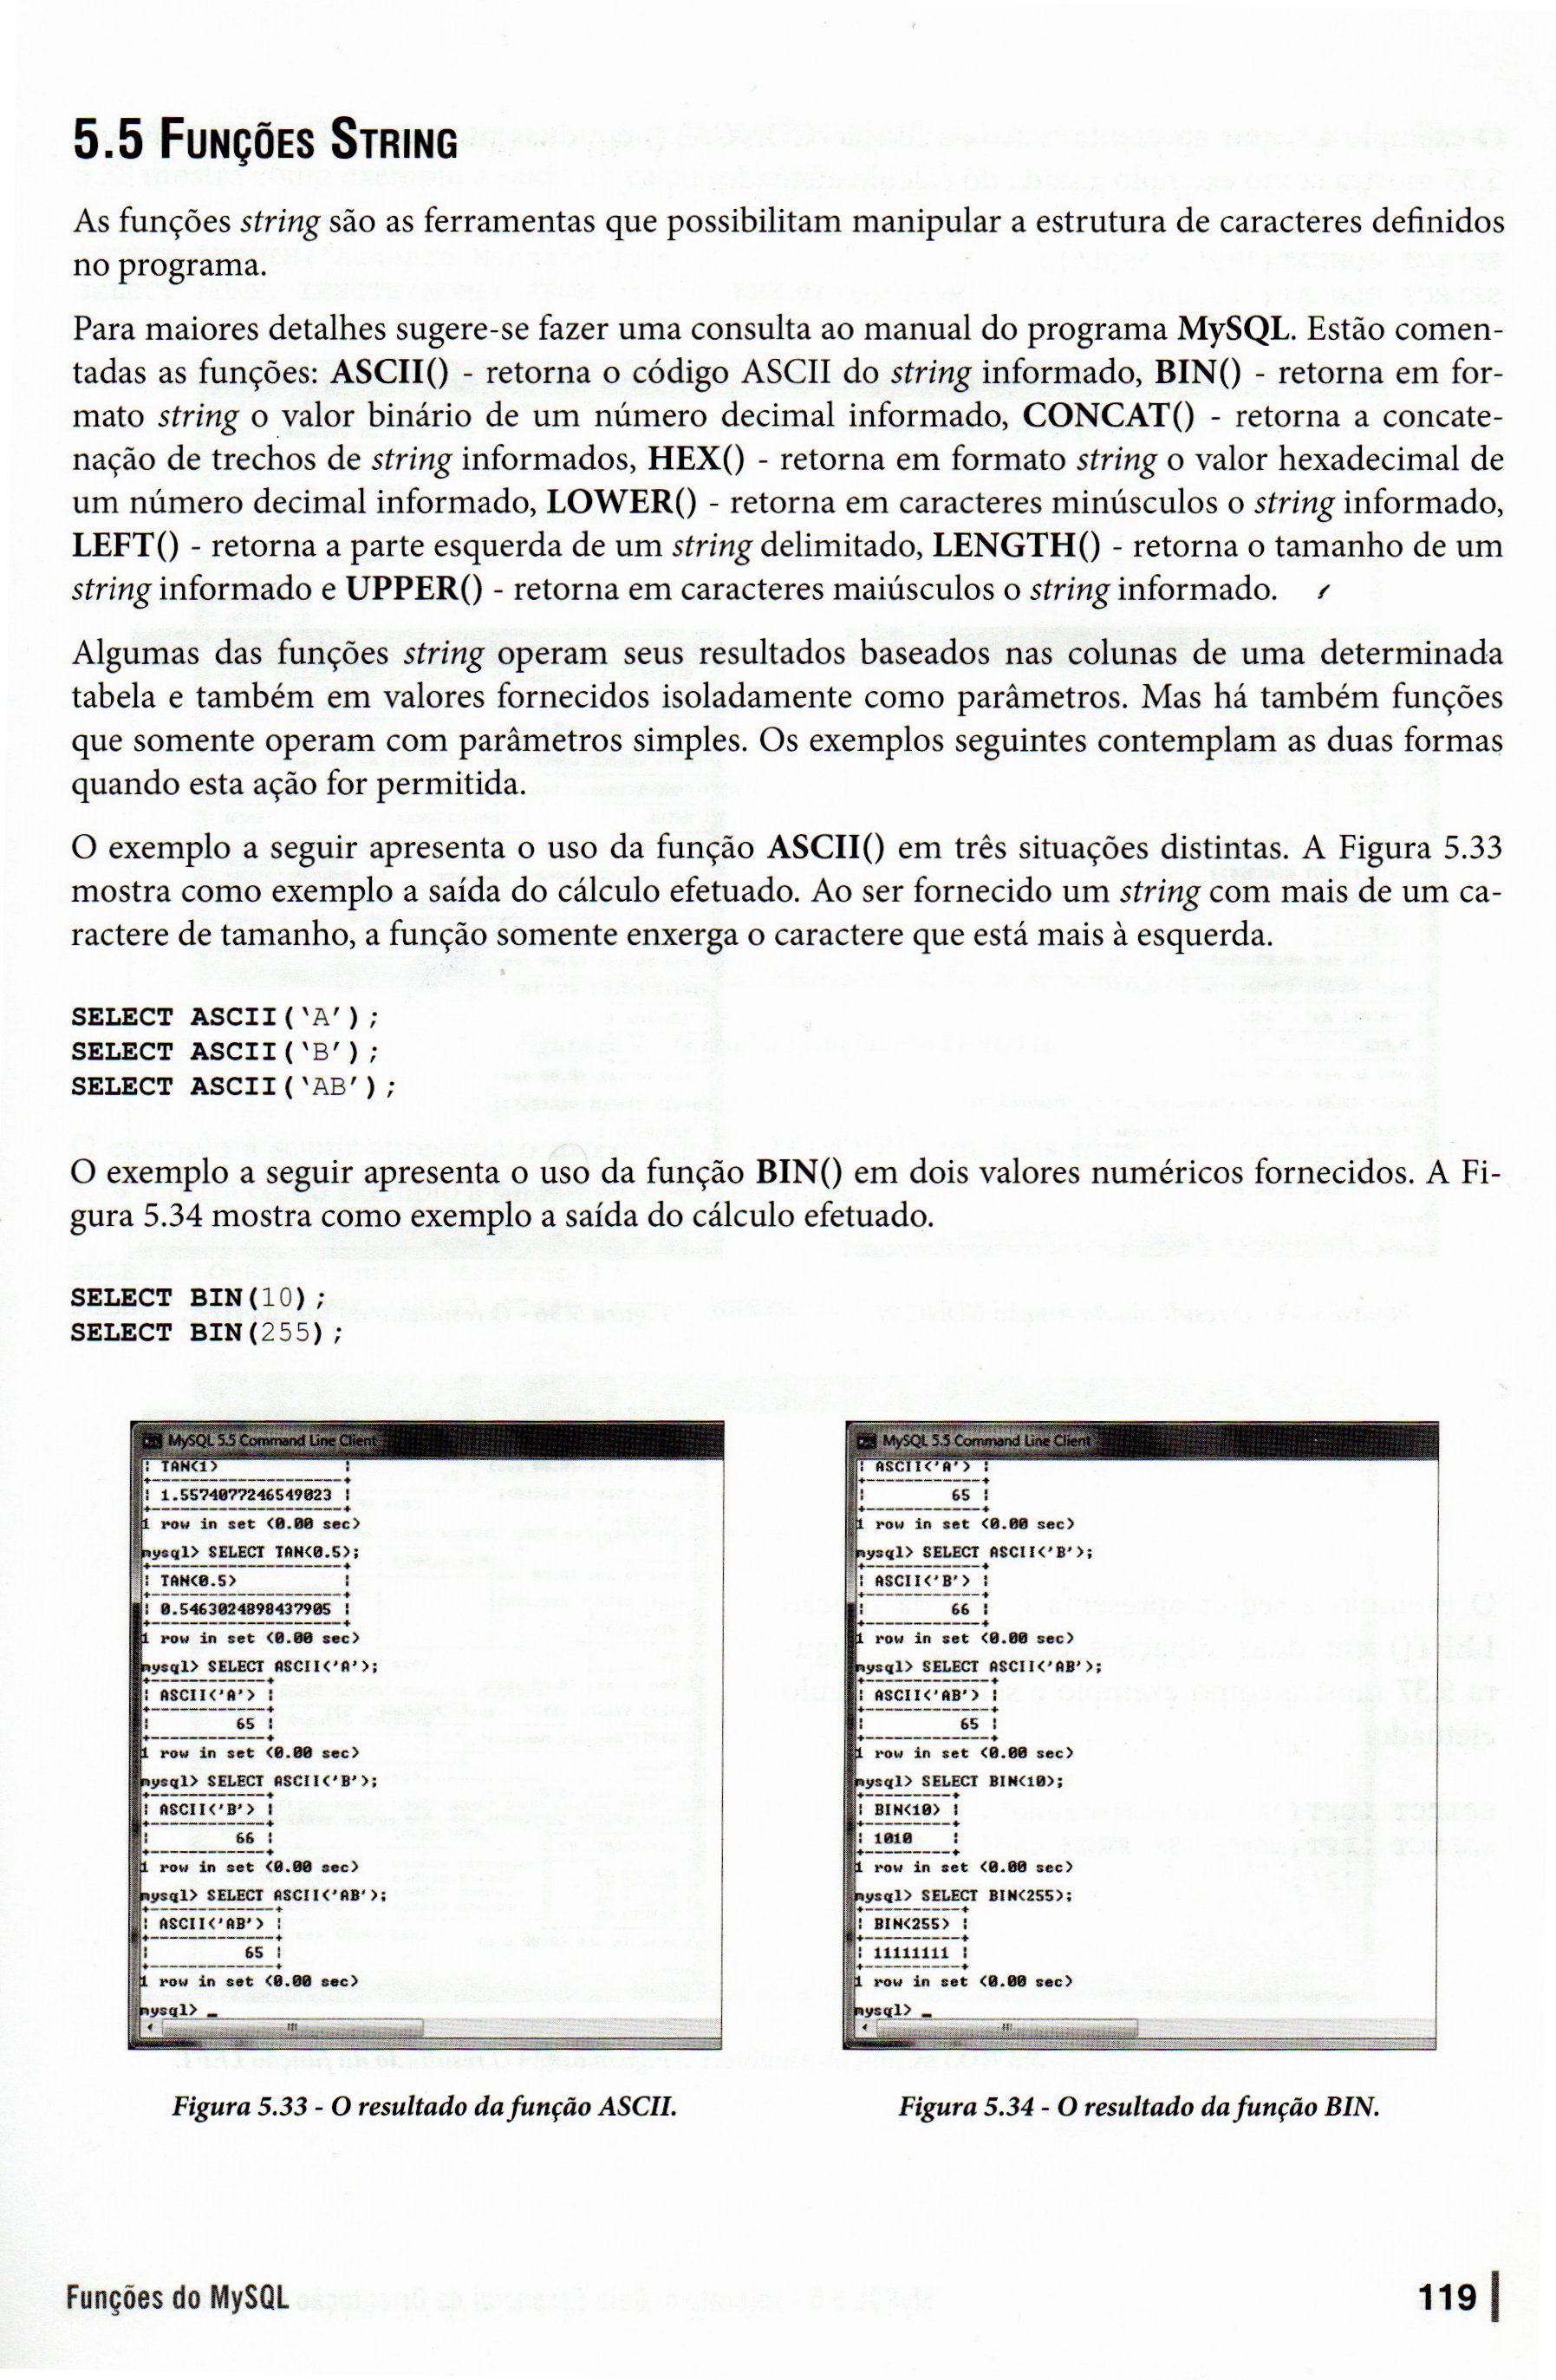 5.5 FUNÇÕES STRING
As funções string são as ferramentas que possibilitam manipular a estrutura de caracteres definidos
no programa.
Para maiores detalhes sugere-se fazer uma consulta ao manual do programa MySQL. Estão comen-
tadas as funções: ASCII() - retorna o código ASCII do string informado, BIN() - retorna em for-
mato string o valor binário de um número decimal informado, CONCAT() - retorna a concate-
nação de trechos de string informados, HEX() - retorna em formato string o valor hexadecimal de
um número decimal informado, LOWER() - retorna em caracteres minúsculos o string informado,
LEFT() - retorna a parte esquerda de um string delimitado, LENGTH() - retorna o tamanho de um
string informado e UPPER() - retorna em caracteres maiúsculos o string informado.
Algumas das funções string operam seus resultados baseados nas colunas de uma determinada
tabela e também em valores fornecidos isoladamente como parâmetros. Mas há também funções
que somente operam com parâmetros simples. Os exemplos seguintes contemplam as duas formas
quando esta ação for permitida.
O exemplo a seguir apresenta o uso da função ASCII() em três situações distintas. A Figura 5.33
mostra como exemplo a saída do cálculo efetuado. Ao ser fornecido um string com mais de um ca-
ractere de tamanho, a função somente enxerga o caractere que está mais à esquerda.
SELECT ASCII(‘A’);
SELECT ASCII(‘B’);
SELECT ASCII(‘AB’);
O exemplo a seguir apresenta o uso da função BIN() em dois valores numéricos fornecidos. A Fi-
gura 5.34 mostra como exemplo a saída do cálculo efetuado.
SELECT BIN(10);
SELECT BIN(255);
MySQL 5.5 Command Line Client
| TAN(1) |
| 1.5574077246549023 |
1 row in set (0.00 sec)
mysql> SELECT TAN(0.5);
| TAN(0.5) |
| 0.5463024898437905 |
1 row in set (0.00 sec)
mysql> SELECT ASCII('A');
| ASCII('A') |
| 65 |
1 row in set (0.00 sec)
mysql> SELECT ASCII('B');
| ASCII('B') |
| 66 |
1 row in set (0.00 sec)
mysql> SELECT ASCII('AB');
| ASCII('AB') |
| 65 |
1 row in set (0.00 sec)
mysql> _
Figura 5.33 - O resultado da função ASCII.
MySQL 5.5 Command Line Client
| ASCII('A') |
| 65 |
1 row in set (0.00 sec)
mysql> SELECT ASCII('B');
| ASCII('B') |
| 66 |
1 row in set (0.00 sec)
mysql> SELECT ASCII('AB');
| ASCII('AB') |
| 65 |
1 row in set (0.00 sec)
mysql> SELECT BIN(10);
| BIN(10) |
| 1010 |
1 row in set (0.00 sec)
mysql> SELECT BIN(255);
| BIN(255) |
| 11111111 |
1 row in set (0.00 sec)
mysql> _
Figura 5.34 - O resultado da função BIN.
Funções do MySQL
119